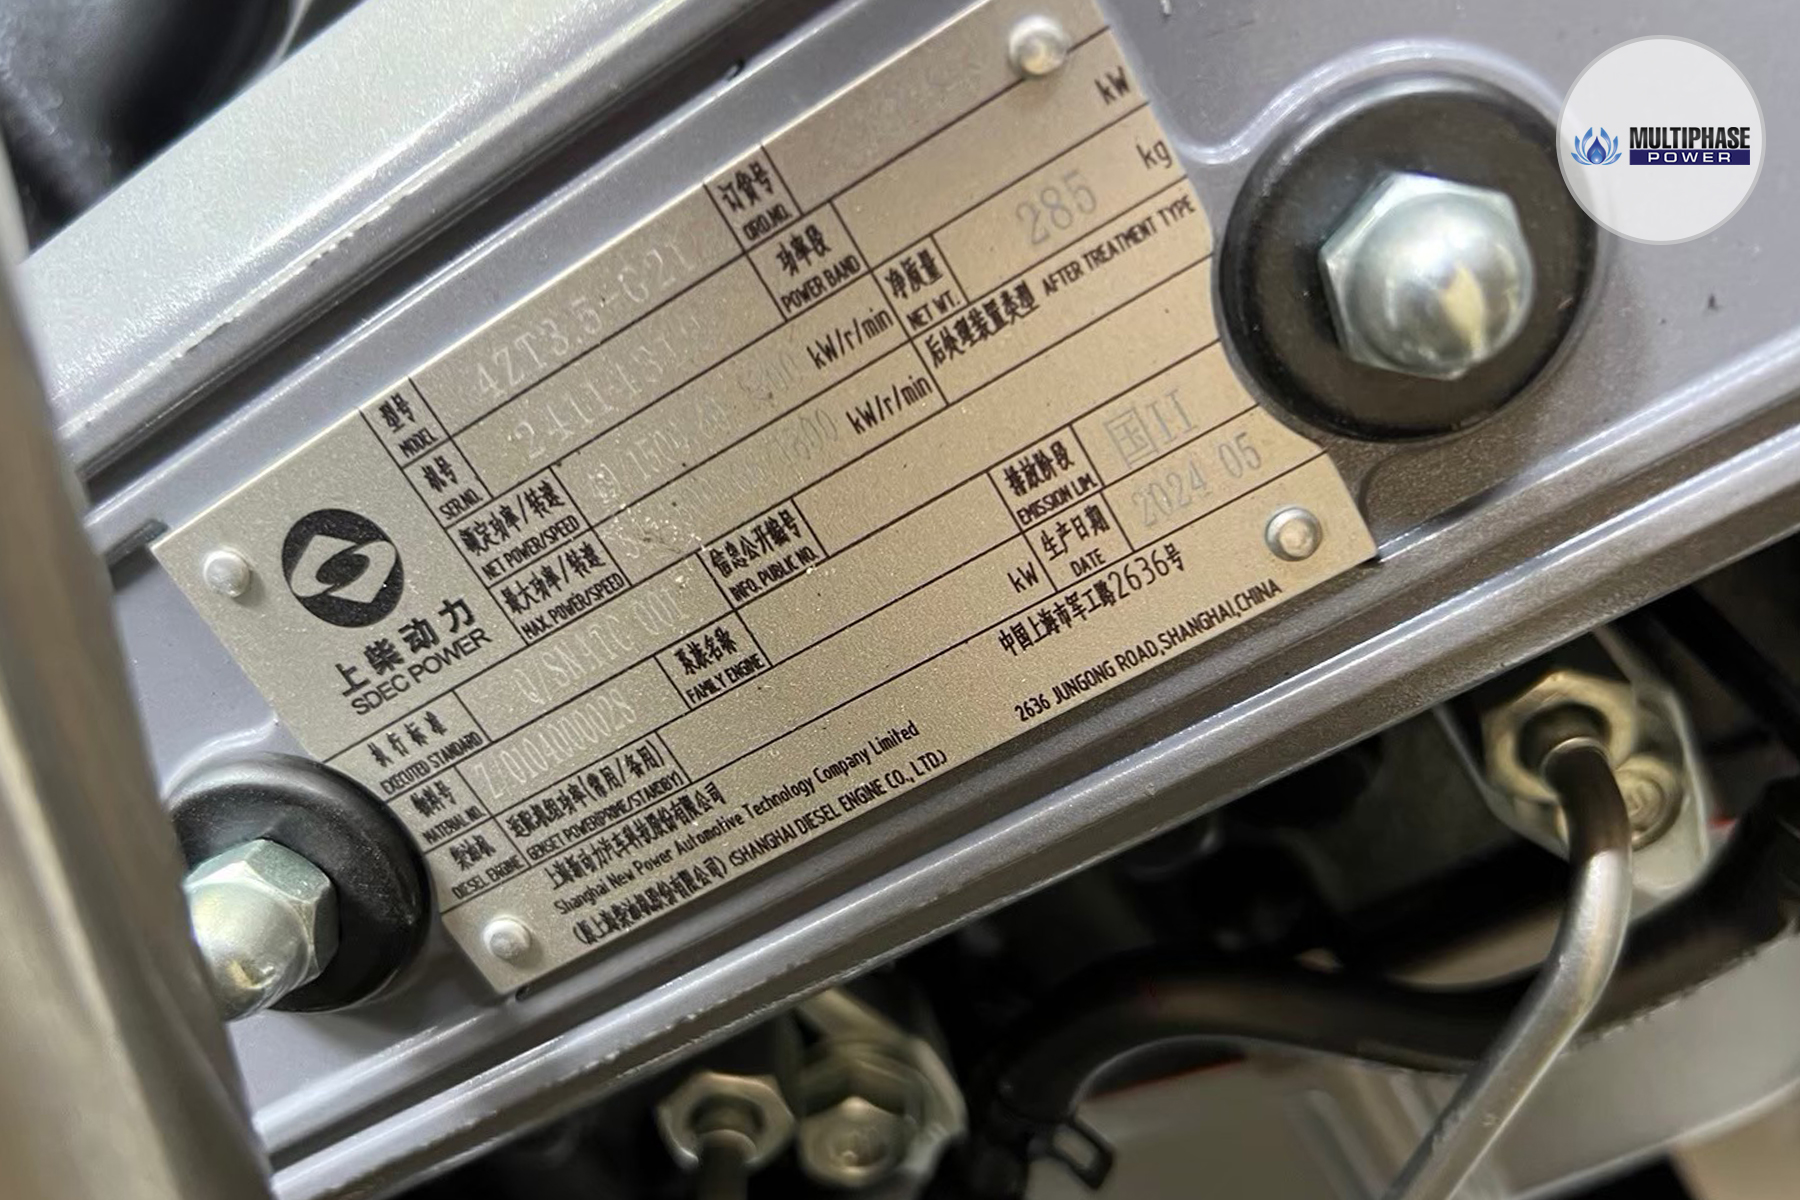 MULTIPHASE
POWER
上柴动力
SDEC POWER
型号 4ZT3.5-G21
MODEL
订货号
ORD.NO.
机号
SER.NO.
功率段 kW
POWER BAND
额定功率/转速 kW/r/min
NET POWER/SPEED
净质量 285 kg
NET WT.
最大功率/转速 kW/r/min
MAX. POWER/SPEED
后处理装置类型 AFTER TREATMENT TYPE
执行标准
EXECUTED STANDARD
信息公开编号
INFO. PUBLIC NO.
排放阶段 国II
EMISSION LIM.
物料号
MATERIAL NO.
系族名称
FAMILY ENGINE
kW
生产日期 2024 05
DATE
柴油机
DIESEL ENGINE
适配机组功率(常用/备用)
GENSET POWER(PRIME/STANDBY)
上海新动力汽车科技股份有限公司
中国上海市军工路2636号
Shanghai New Power Automotive Technology Company Limited
2636 JUNGONG ROAD,SHANGHAI,CHINA
(原上海柴油机股份有限公司) (SHANGHAI DIESEL ENGINE CO., LTD)